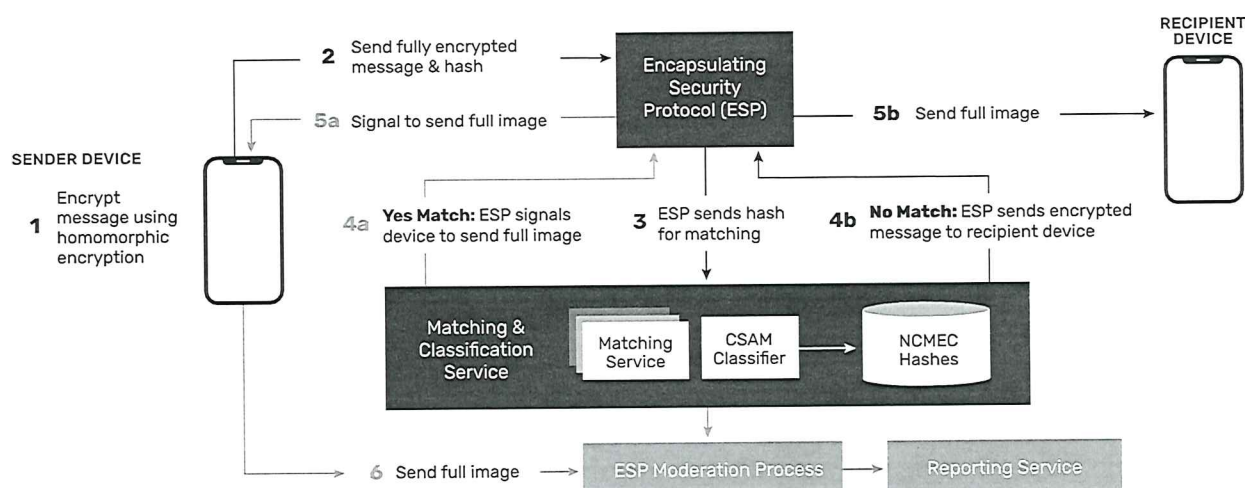 RECIPIENT
DEVICE
2 Send fully encrypted
message & hash
Encapsulating
Security
Protocol (ESP)
5a Signal to send full image
5b Send full image
SENDER DEVICE
1 Encrypt
message using
homomorphic
encryption
4a Yes Match: ESP signals
device to send full image
3 ESP sends hash
for matching
4b No Match: ESP sends encrypted
message to recipient device
Matching &
Classification
Service
Matching
Service
CSAM
Classifier
NCMEC
Hashes
6 Send full image
ESP Moderation Process
Reporting Service